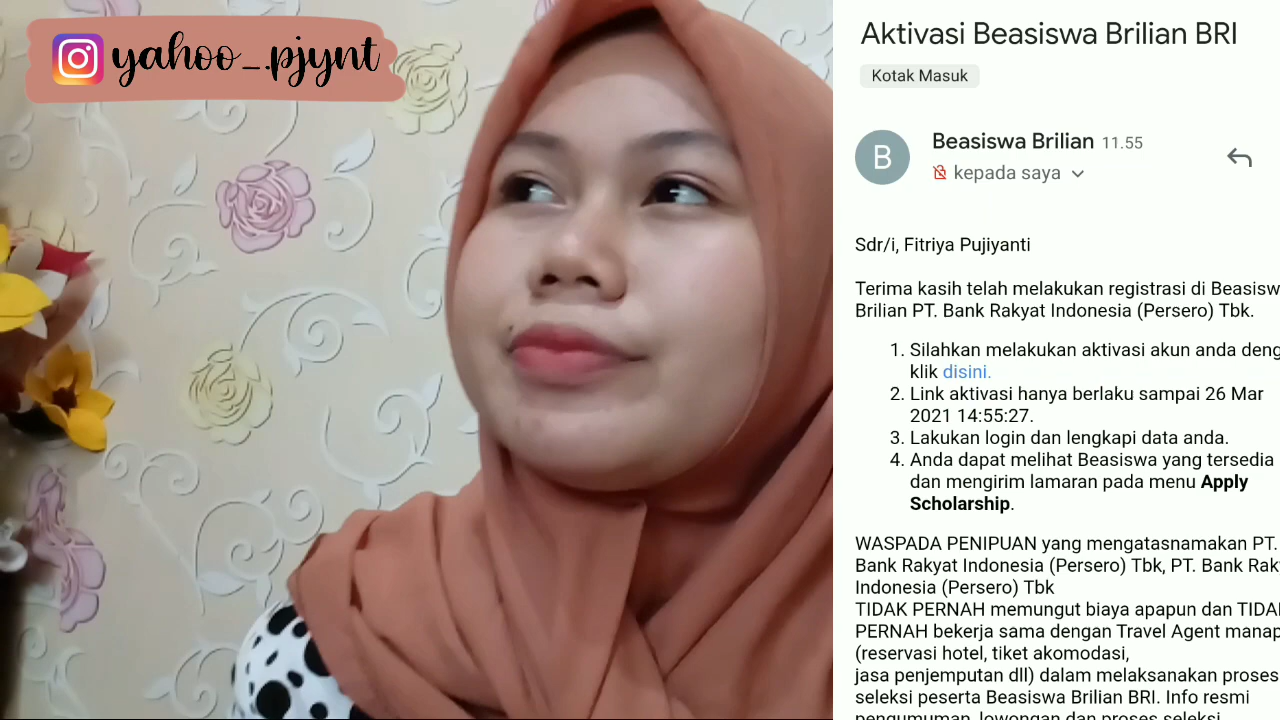 yahoo_pjynt
Aktivasi Beasiswa Brilian BRI
Kotak Masuk
B
Beasiswa Brilian 11.55
kepada saya
Sdr/i, Fitriya Pujiyanti
Terima kasih telah melakukan registrasi di Beasisw
Brilian PT. Bank Rakyat Indonesia (Persero) Tbk.
1. Silahkan melakukan aktivasi akun anda deng
klik disini.
2. Link aktivasi hanya berlaku sampai 26 Mar
2021 14:55:27.
3. Lakukan login dan lengkapi data anda.
4. Anda dapat melihat Beasiswa yang tersedia
dan mengirim lamaran pada menu Apply
Scholarship.
WASPADA PENIPUAN yang mengatasnamakan PT.
Bank Rakyat Indonesia (Persero) Tbk, PT. Bank Rak
Indonesia (Persero) Tbk
TIDAK PERNAH memungut biaya apapun dan TIDA
PERNAH bekerja sama dengan Travel Agent manap
(reservasi hotel, tiket akomodasi,
jasa penjemputan dll) dalam melaksanakan proses
seleksi peserta Beasiswa Brilian BRI. Info resmi
pengumuman, lowongan dan proses seleksi